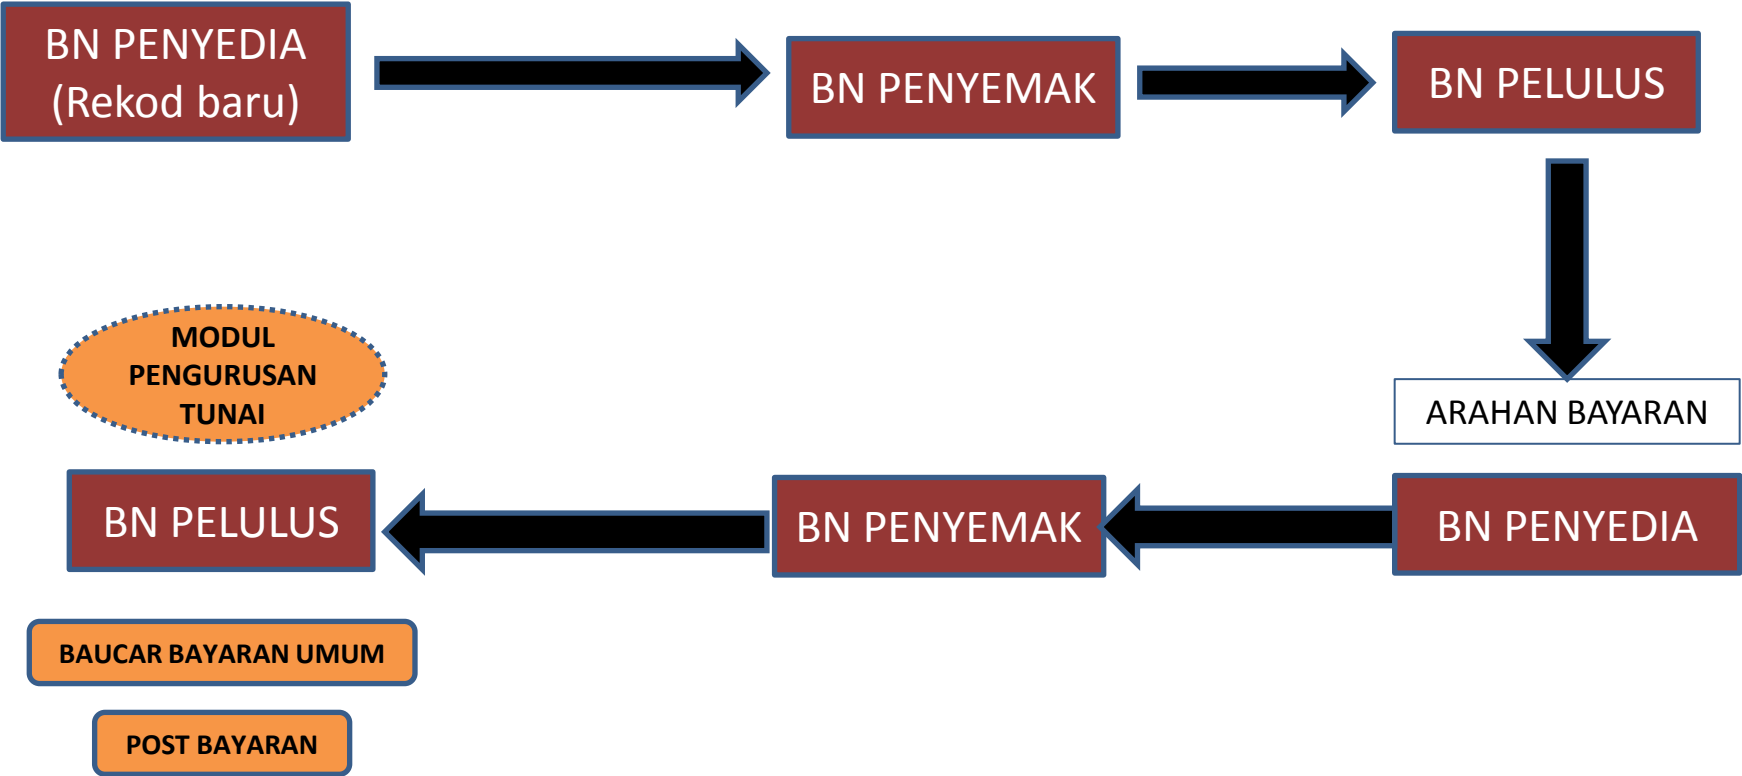 BN PENYEDIA
(Rekod baru)
BN PENYEMAK
BN PELULUS
MODUL
PENGURUSAN
TUNAI
ARAHAN BAYARAN
BN PELULUS
BN PENYEMAK
BN PENYEDIA
BAUCAR BAYARAN UMUM
POST BAYARAN